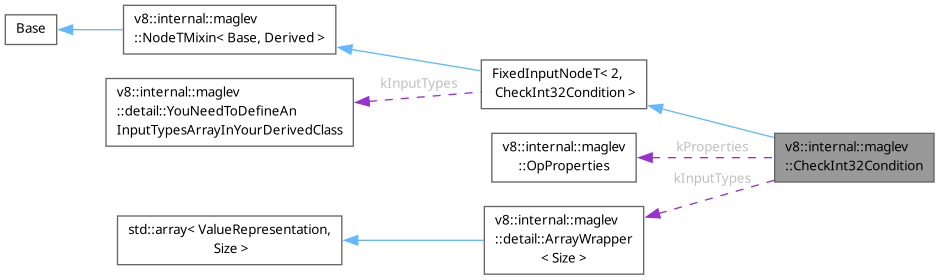 Base
v8::internal::maglev
::NodeTMixin< Base, Derived >
v8::internal::maglev
::detail::YouNeedToDefineAn
InputTypesArrayInYourDerivedClass
kInputTypes
FixedInputNodeT< 2,
CheckInt32Condition >
v8::internal::maglev
::OpProperties
kProperties
kInputTypes
v8::internal::maglev
::CheckInt32Condition
std::array< ValueRepresentation,
Size >
v8::internal::maglev
::detail::ArrayWrapper
< Size >